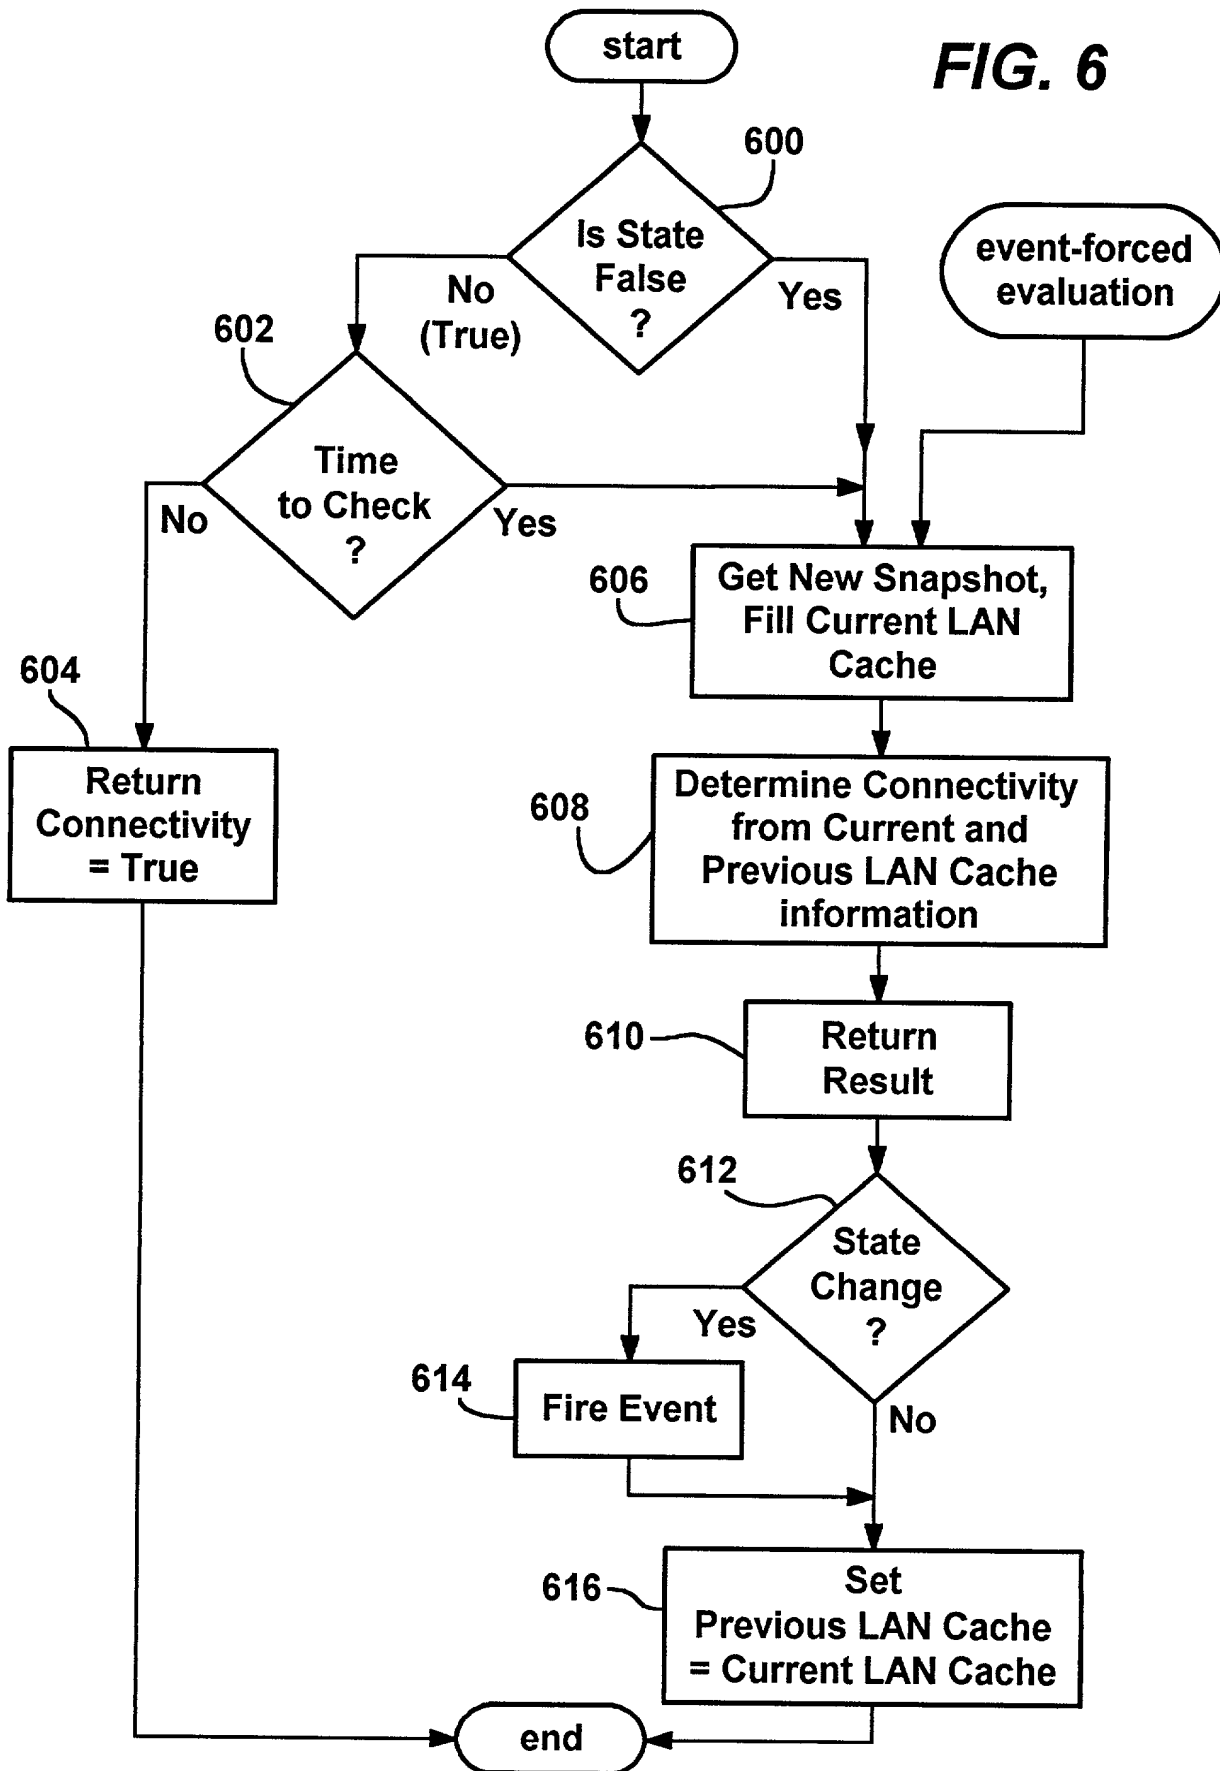 start
FIG. 6
600
Is State
False
?
No
(True)
Yes
event-forced
evaluation
602
Time
to Check
?
No
Yes
606
Get New Snapshot,
Fill Current LAN
Cache
604
Return
Connectivity
= True
608
Determine Connectivity
from Current and
Previous LAN Cache
information
610
Return
Result
612
State
Change
?
Yes
No
614
Fire Event
616
Set
Previous LAN Cache
= Current LAN Cache
end